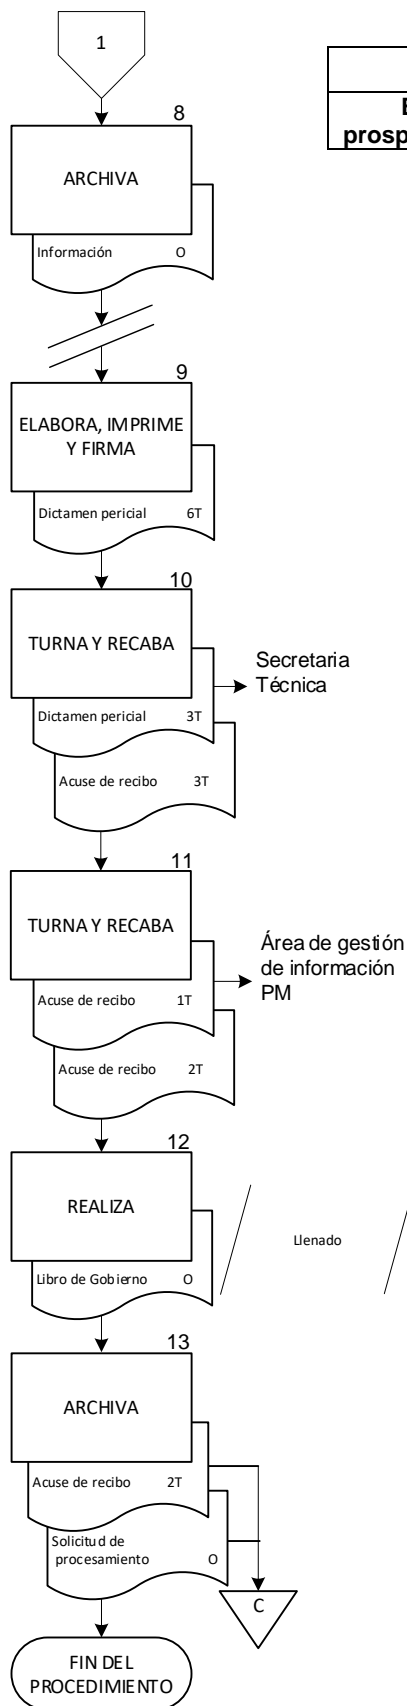 1
8
ARCHIVA
Información O
9
ELABORA, IMPRIME
Y FIRMA
Dictamen pericial 6T
10
TURNA Y RECABA
Secretaria
Técnica
Dictamen pericial 3T
Acuse de recibo 3T
11
TURNA Y RECABA
Área de gestión
de información
PM
Acuse de recibo 1T
Acuse de recibo 2T
12
REALIZA
Llenado
Libro de Gobierno O
13
ARCHIVA
Acuse de recibo 2T
Solicitud de
procesamiento O
C
FIN DEL
PROCEDIMIENTO